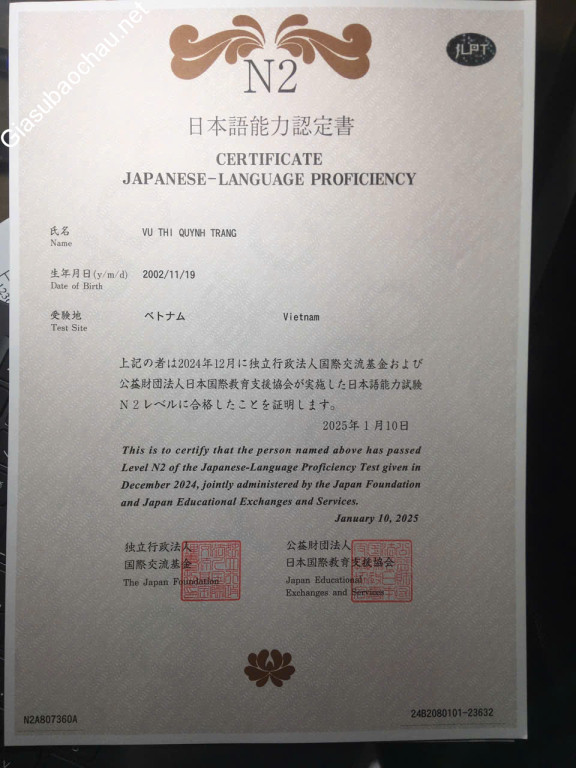 Giasubaochau.net
JLPT
N2
日本語能力認定書
CERTIFICATE
JAPANESE-LANGUAGE PROFICIENCY
氏名 VU THI QUYNH TRANG
Name
生年月日(y/m/d) 2002/11/19
Date of Birth
受験地 ベトナム Vietnam
Test Site
上記の者は2024年12月に独立行政法人国際交流基金および
公益財団法人日本国際教育支援協会が実施した日本語能力試験
N2レベルに合格したことを証明します。
2025年1月10日
This is to certify that the person named above has passed
Level N2 of the Japanese-Language Proficiency Test given in
December 2024, jointly administered by the Japan Foundation
and Japan Educational Exchanges and Services.
January 10, 2025
独立行政法人
国際交流基金
The Japan Foundation
公益財団法人
日本国際教育支援協会
Japan Educational
Exchanges and Services
N2A807360A
24B2080101-23632